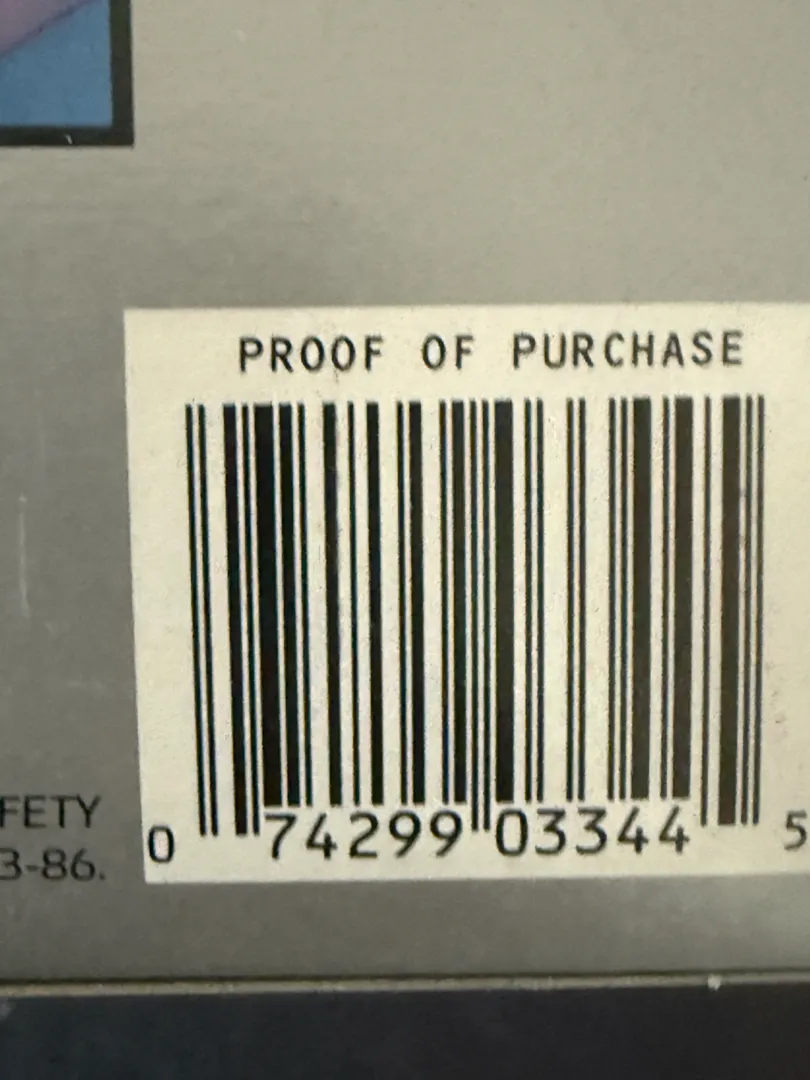 PROOF OF PURCHASE
FETY
3-86.
0 74299 03344 5